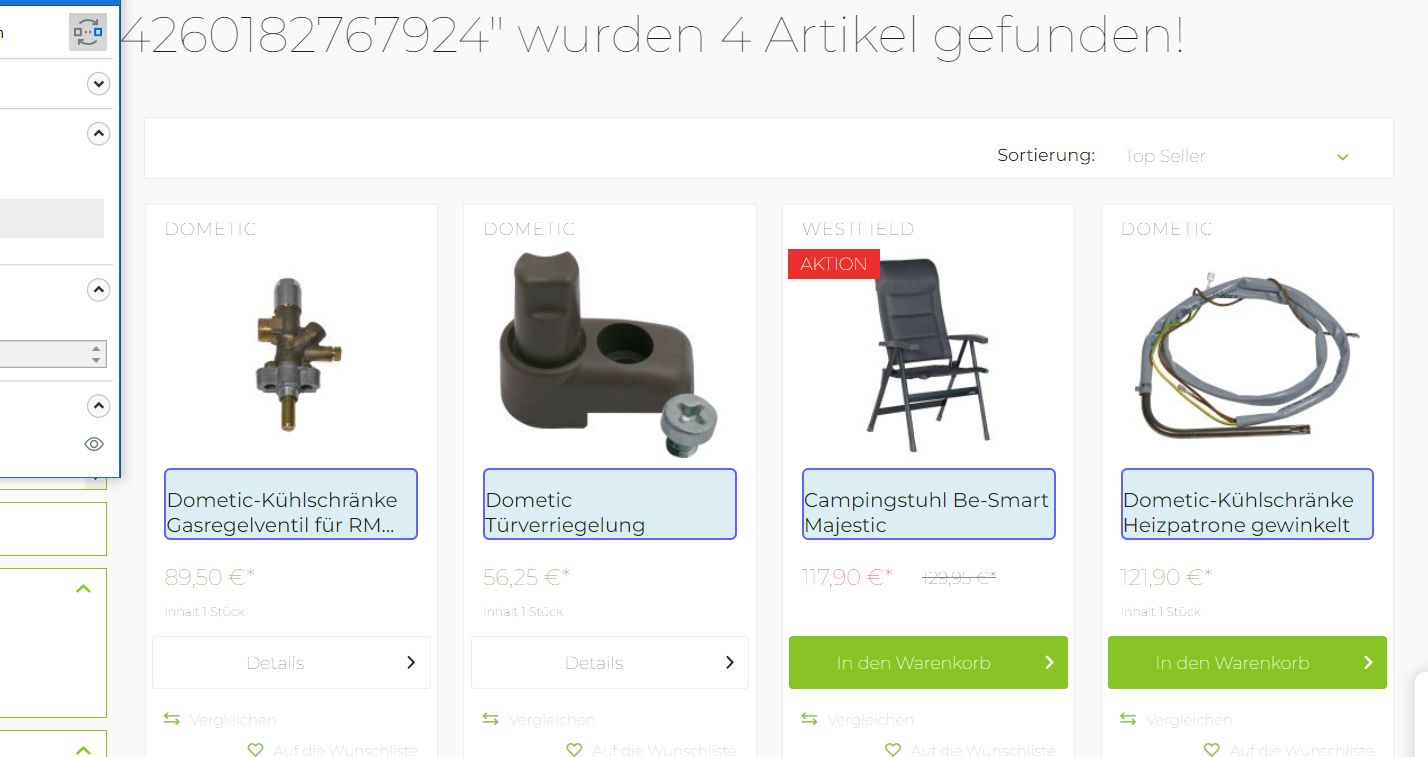 n
4260182767924" wurden 4 Artikel gefunden!
Sortierung: Top Seller
DOMETIC
DOMETIC
WESTFIELD
DOMETIC
AKTION
Dometic-Kühlschränke
Gasregelventil für RM...
Dometic
Türverriegelung
Campingstuhl Be-Smart
Majestic
Dometic-Kühlschränke
Heizpatrone gewinkelt
89,50 €*
56,25 €*
117,90 €* 129,95 €*
121,90 €*
Inhalt 1 Stück
Inhalt 1 Stück
Inhalt 1 Stück
Details
Details
In den Warenkorb
In den Warenkorb
Vergleichen
Vergleichen
Vergleichen
Vergleichen
Auf die Wunschliste
Auf die Wunschliste
Auf die Wunschliste
Auf die Wunschliste